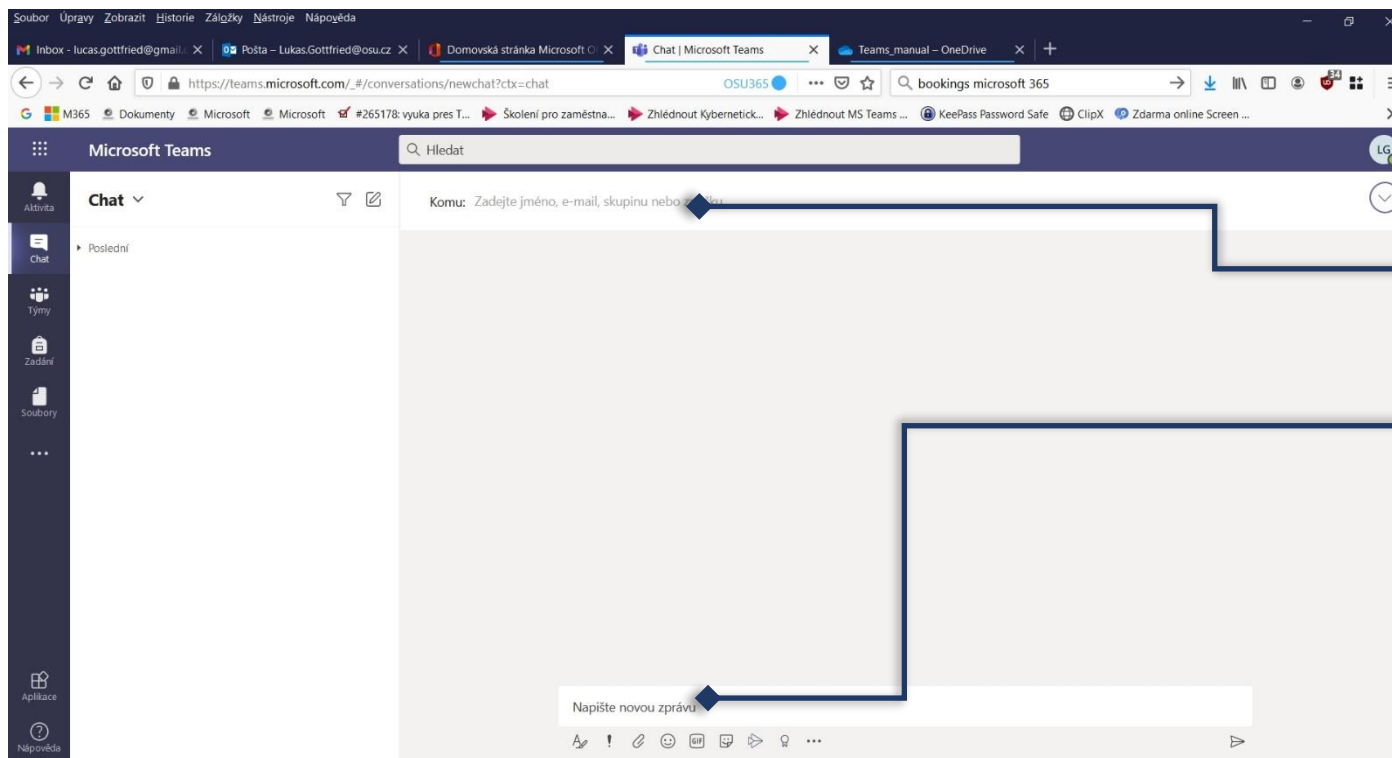 Soubor Úpravy Zobrazit Historie Záložky Nástroje Nápověda
Inbox - lucas.gottfried@gmail. Pošta – Lukas.Gottfried@osu.cz Domovská stránka Microsoft O Chat | Microsoft Teams Teams_manual – OneDrive
https://teams.microsoft.com/_#/conversations/newchat?ctx=chat OSU365 bookings microsoft 365 34
M365 Dokumenty Microsoft Microsoft #265178: vyuka pres T... Školení pro zaměstna... Zhlédnout Kybernetick... Zhlédnout MS Teams ... KeePass Password Safe ClipX Zdarma online Screen ...
Microsoft Teams Hledat LG
Aktivita Chat Komu: Zadejte jméno, e-mail, skupinu nebo
Chat Poslední
Týmy
Zadání
Soubory
Aplikace
Napište novou zprávu
GIF
Nápověda